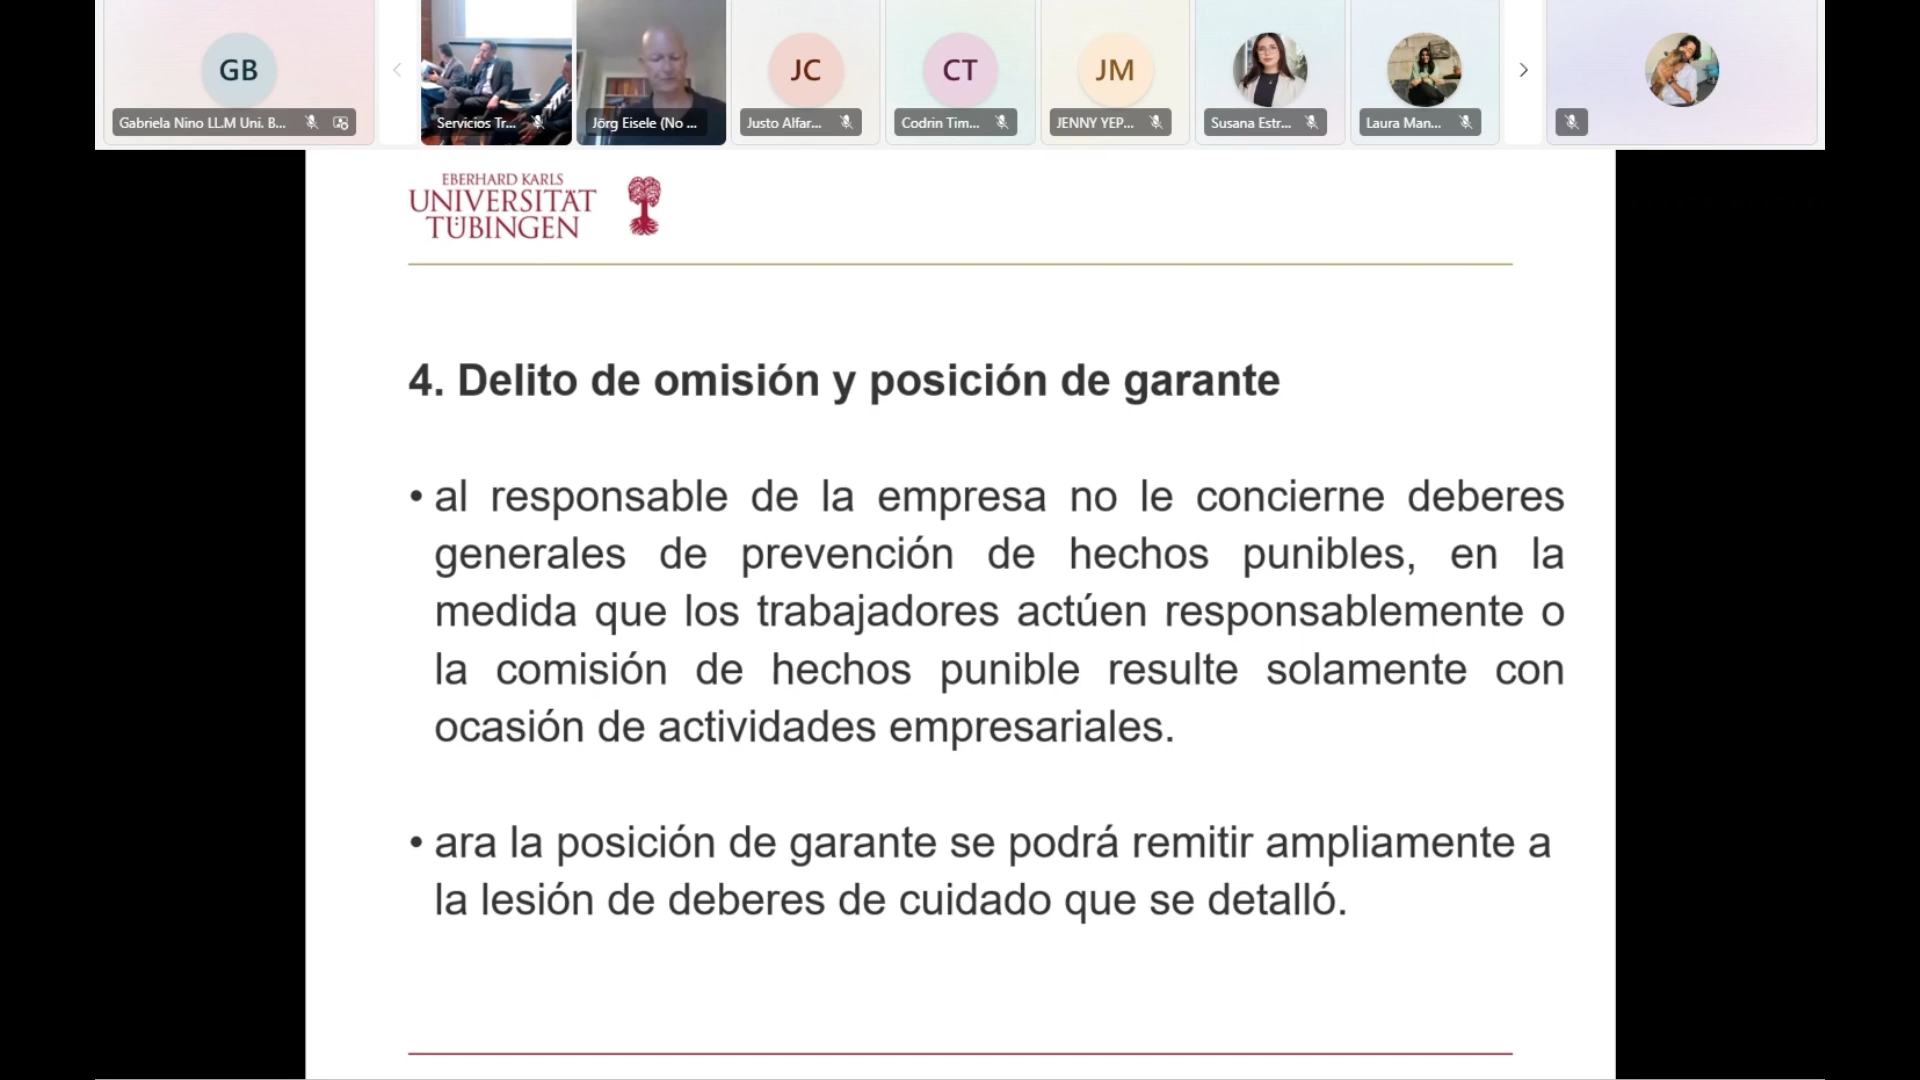 GB
JC
CT
JM
Gabriela Nino LL.M Uni. B...
Servicios Tr...
Jörg Eisele (No ...
Justo Alfar...
Codrin Tim...
JENNY YEP...
Susana Estr...
Laura Man...
EBERHARD KARLS
UNIVERSITÄT
TÜBINGEN
4. Delito de omisión y posición de garante
• al responsable de la empresa no le concierne deberes
generales de prevención de hechos punibles, en la
medida que los trabajadores actúen responsablemente o
la comisión de hechos punible resulte solamente con
ocasión de actividades empresariales.
• ara la posición de garante se podrá remitir ampliamente a
la lesión de deberes de cuidado que se detalló.